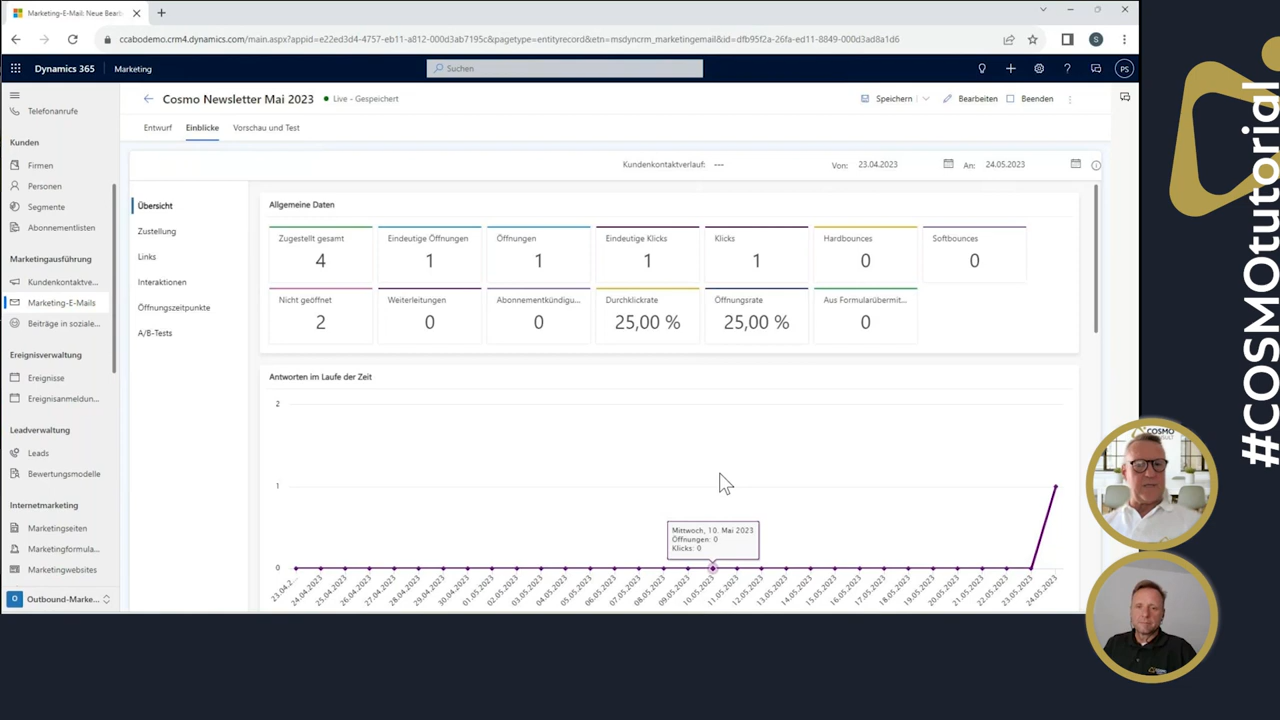 Marketing-E-Mail: Neue Bearb
ccabodemo.crm4.dynamics.com/main.aspx?appid=e22ed3d4-4757-eb11-a812-000d3ab7195c&pagetype=entityrecord&etn=msdyncrm_marketingemail&id=dfb95f2a-26fa-ed11-8849-000d3ad8a1d6
S
Dynamics 365
Marketing
Suchen
PS
Telefonanrufe
Kunden
Firmen
Personen
Segmente
Abonnementlisten
Marketingausführung
Kundenkontaktve...
Marketing-E-Mails
Beiträge in soziale...
Ereignisverwaltung
Ereignisse
Ereignisanmeldun...
Leadverwaltung
Leads
Bewertungsmodelle
Internetmarketing
Marketingseiten
Marketingformula...
Marketingwebsites
O Outbound-Marke...
Cosmo Newsletter Mai 2023
Live - Gespeichert
Speichern
Bearbeiten
Beenden
Entwurf
Einblicke
Vorschau und Test
Kundenkontaktverlauf: ---
Von: 23.04.2023
An: 24.05.2023
Übersicht
Zustellung
Links
Interaktionen
Öffnungszeitpunkte
A/B-Tests
Allgemeine Daten
Zugestellt gesamt
4
Eindeutige Öffnungen
1
Öffnungen
1
Eindeutige Klicks
1
Klicks
1
Hardbounces
0
Softbounces
0
Nicht geöffnet
2
Weiterleitungen
0
Abonnementkündigu...
0
Durchklickrate
25,00 %
Öffnungsrate
25,00 %
Aus Formularübermit...
0
Antworten im Laufe der Zeit
2
1
0
Mittwoch, 10. Mai 2023
Öffnungen: 0
Klicks: 0
23.04.2...
24.04.2023
25.04.2023
26.04.2023
27.04.2023
28.04.2023
29.04.2023
30.04.2023
01.05.2023
02.05.2023
03.05.2023
04.05.2023
05.05.2023
06.05.2023
07.05.2023
08.05.2023
09.05.2023
10.05.2023
11.05.2023
12.05.2023
13.05.2023
14.05.2023
15.05.2023
16.05.2023
17.05.2023
18.05.2023
19.05.2023
20.05.2023
21.05.2023
22.05.2023
23.05.2023
24.05.2023
#COSMOtutorial
COSMO